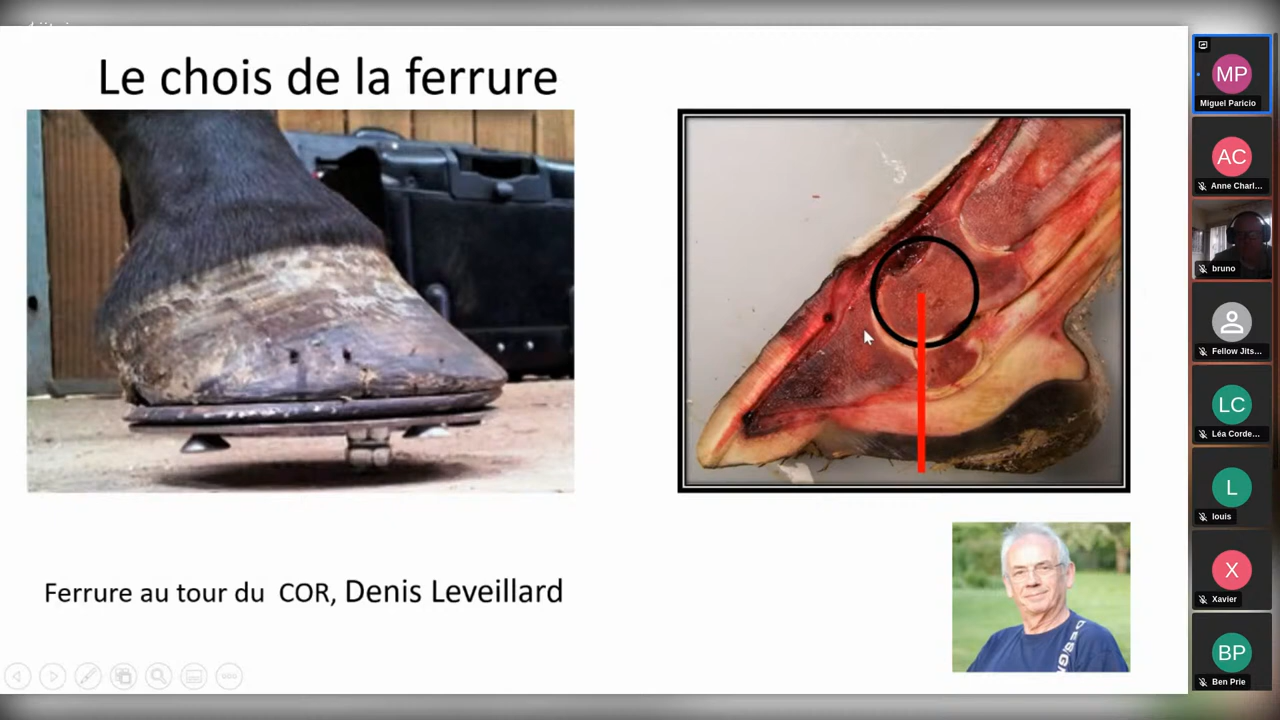 Le chois de la ferrure
Ferrure au tour du COR, Denis Leveillard
MP
Miguel Paricio
AC
Anne Charl...
bruno
Fellow Jits...
LC
Léa Corde...
L
louis
X
Xavier
BP
Ben Prie